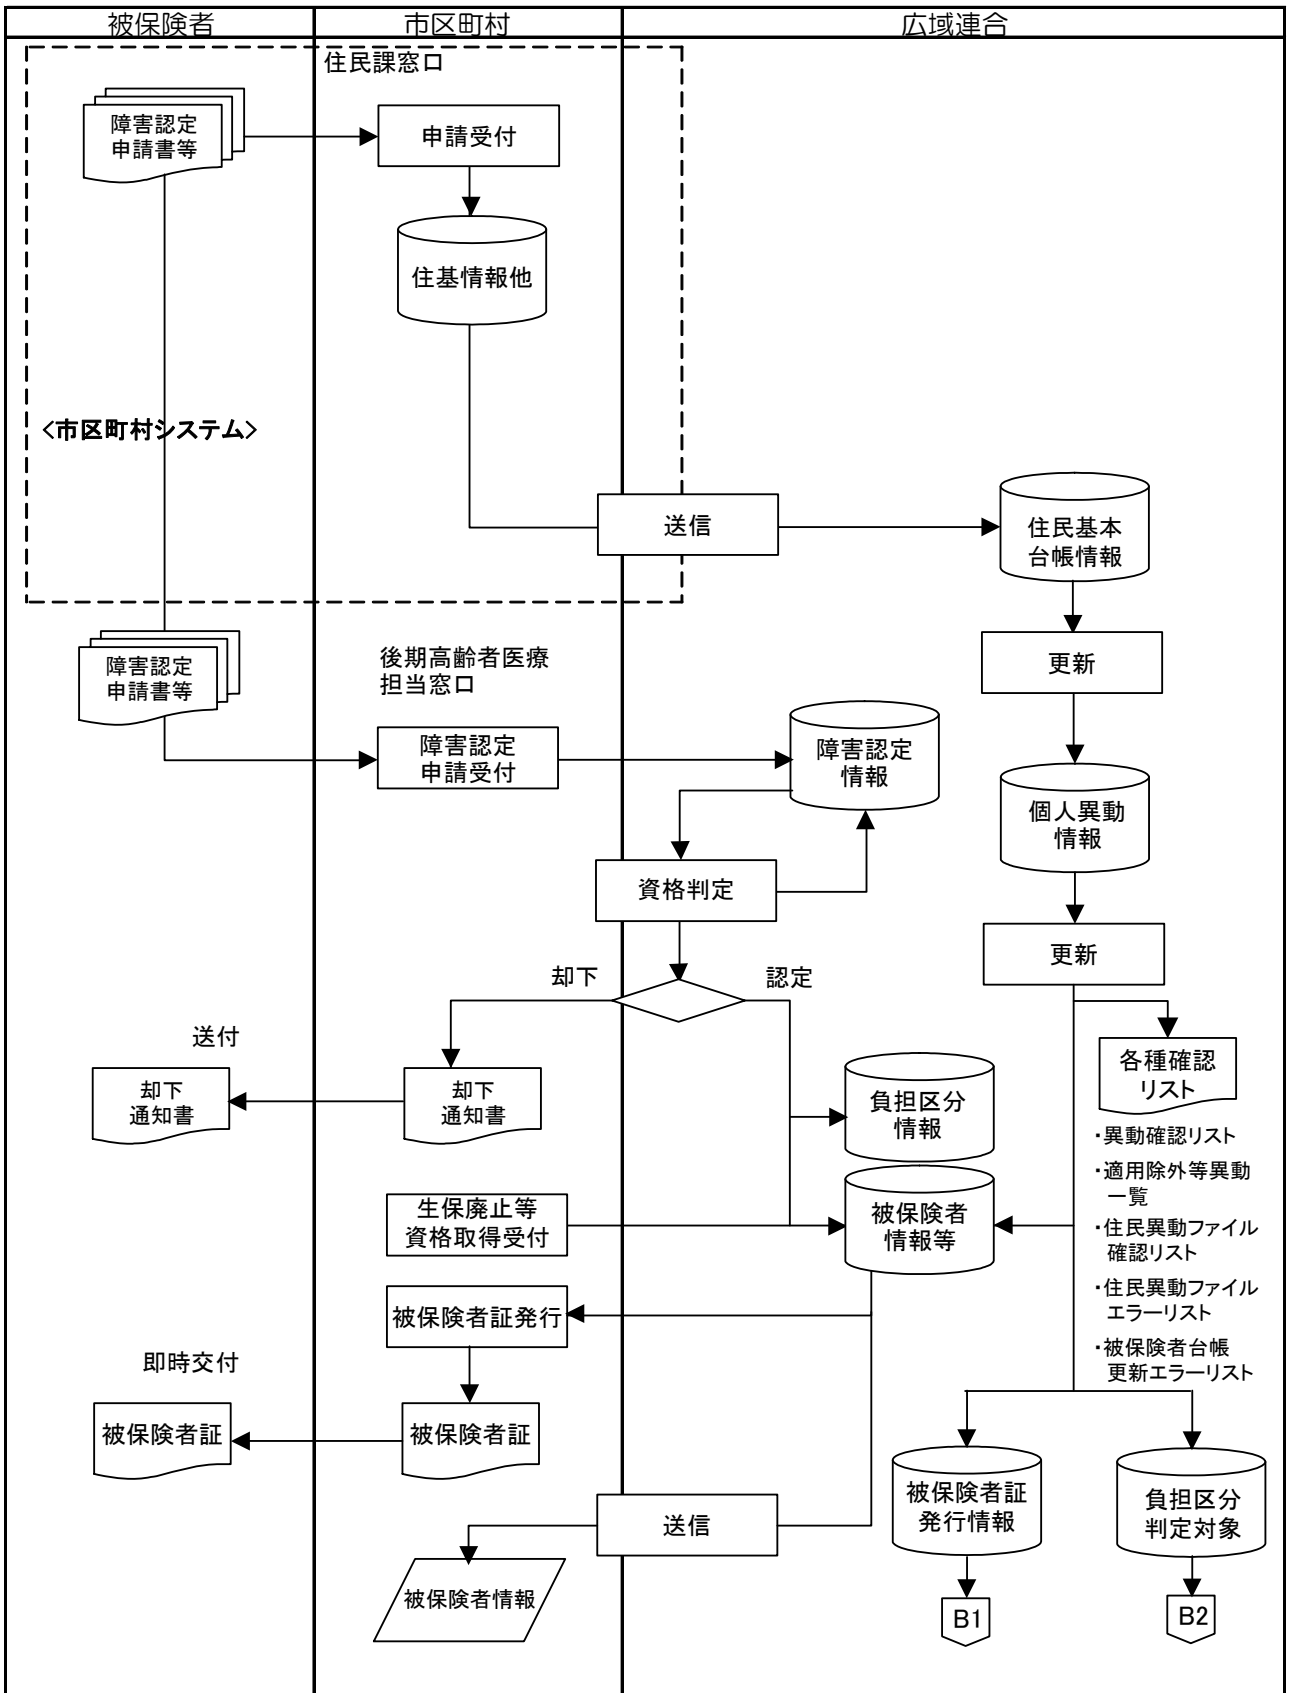 被保険者
市区町村
広域連合
住民課窓口
障害認定
申請書等
申請受付
住基情報他
<市区町村システム>
送信
住民基本
台帳情報
更新
障害認定
申請書等
後期高齢者医療
担当窓口
障害認定
申請受付
障害認定
情報
個人異動
情報
資格判定
更新
却下
認定
送付
却下
通知書
却下
通知書
負担区分
情報
各種確認
リスト
・異動確認リスト
・適用除外等異動
一覧
・住民異動ファイル
確認リスト
・住民異動ファイル
エラーリスト
・被保険者台帳
更新エラーリスト
生保廃止等
資格取得受付
被保険者
情報等
被保険者証発行
即時交付
被保険者証
被保険者証
被保険者証
発行情報
負担区分
判定対象
送信
被保険者情報
B1
B2